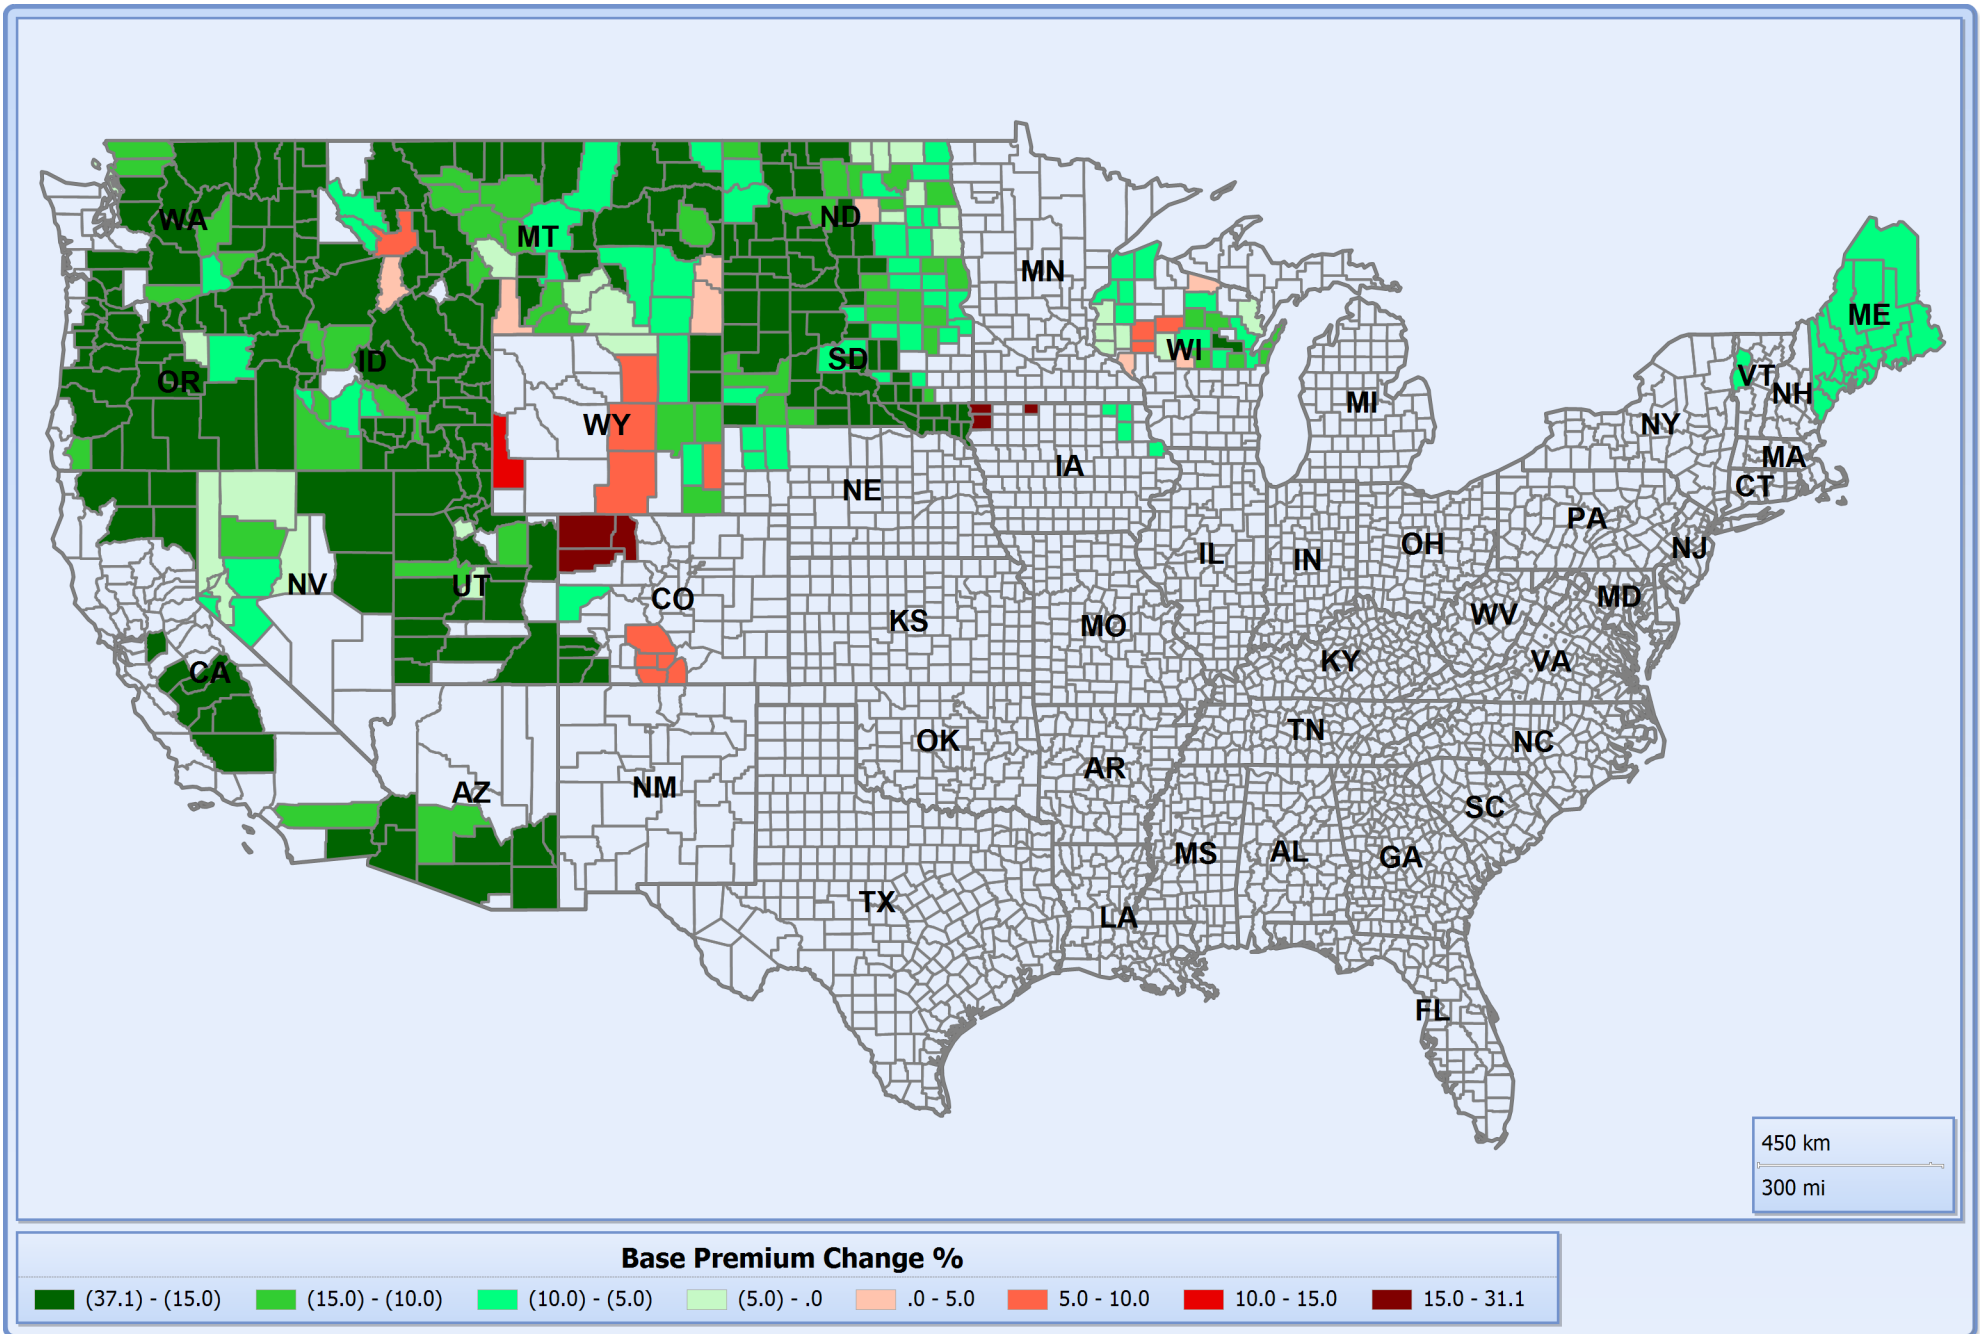 WA
MT
ND
MN
ME
OR
ID
SD
WI
VT
NH
WY
MI
NY
MA
IA
CT
NE
PA
NV
UT
CO
IL
IN
OH
NJ
KS
MO
WV
MD
CA
KY
VA
AZ
NM
OK
AR
TN
NC
SC
TX
MS
AL
GA
LA
FL
450 km
300 mi
Base Premium Change %
(37.1) - (15.0) (15.0) - (10.0) (10.0) - (5.0) (5.0) - .0 .0 - 5.0 5.0 - 10.0 10.0 - 15.0 15.0 - 31.1